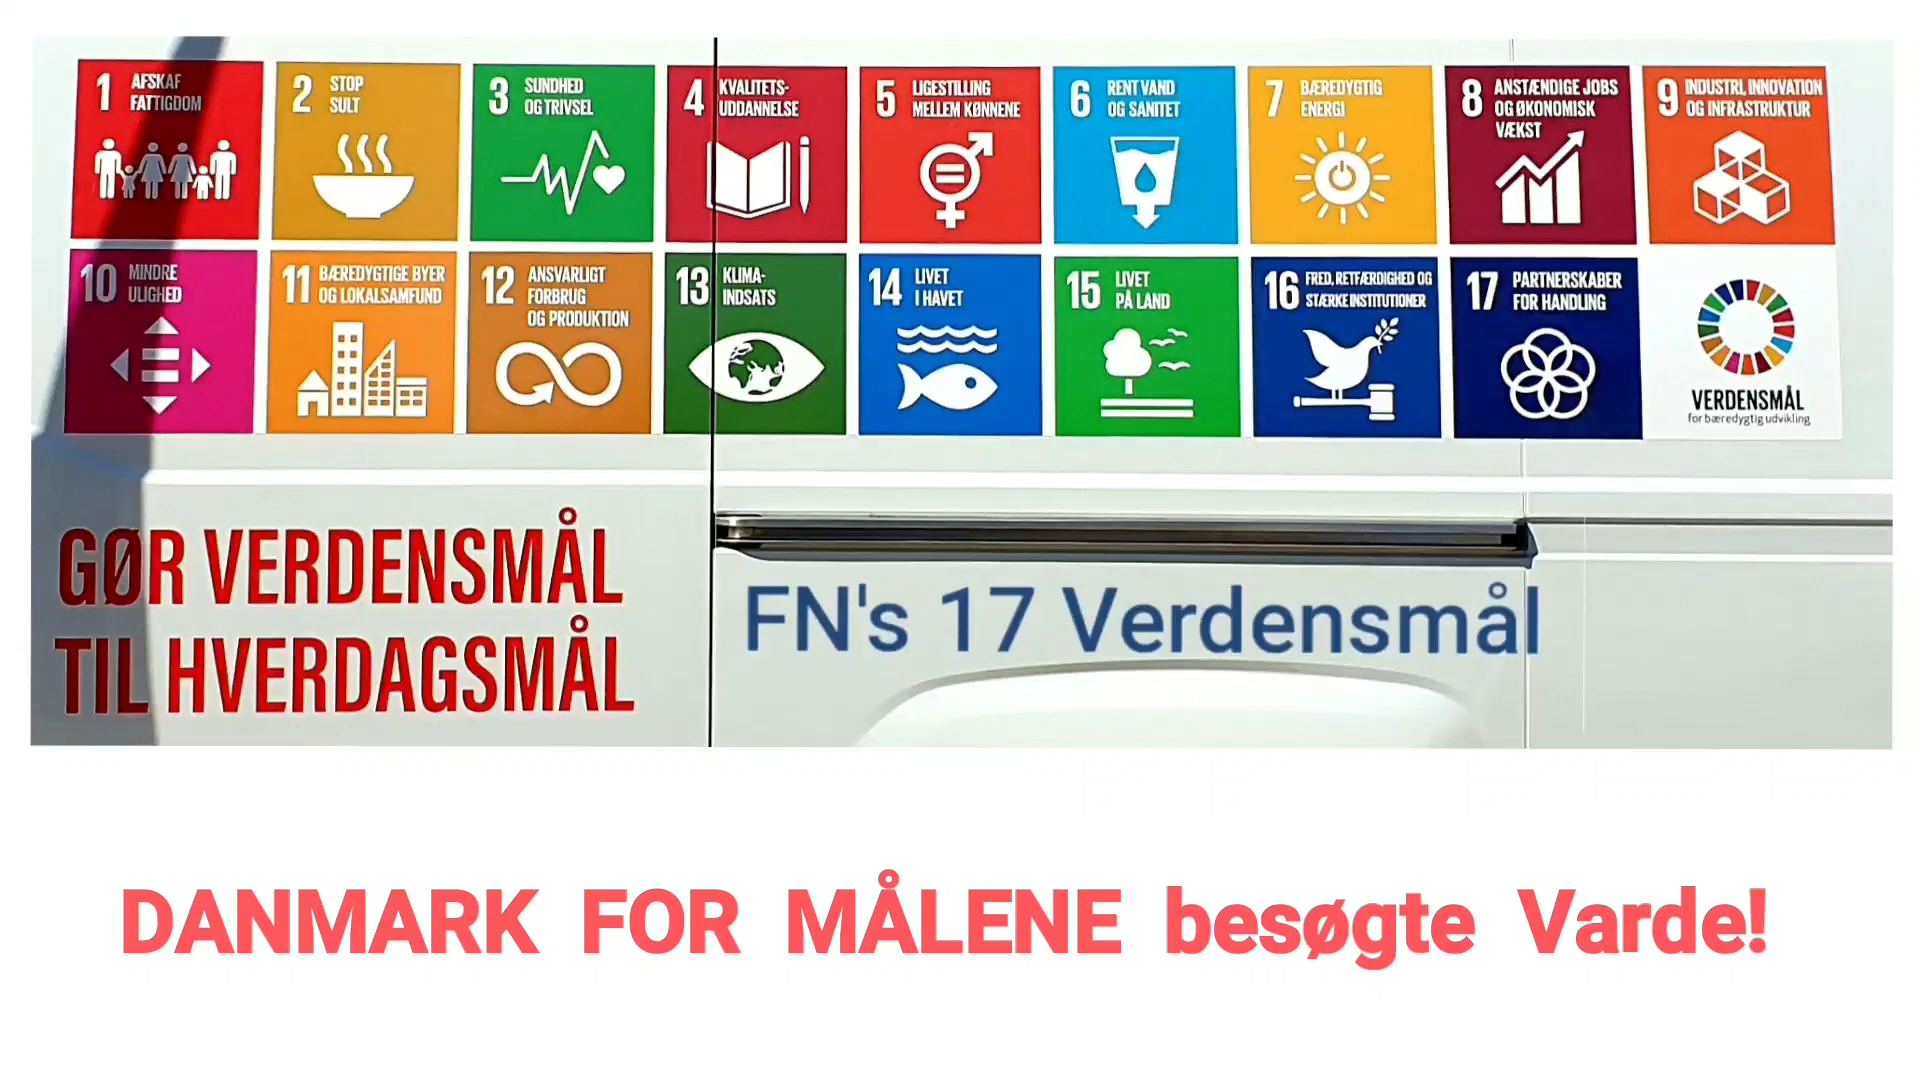 1 AFSKAF
FATTIGDOM
2 STOP
SULT
3 SUNDHED
OG TRIVSEL
4 KVALITETS-
UDDANNELSE
5 LIGESTILLING
MELLEM KØNNENE
6 RENT VAND
OG SANITET
7 BÆREDYGTIG
ENERGI
8 ANSTÆNDIGE JOBS
OG ØKONOMISK
VÆKST
9 INDUSTRI, INNOVATION
OG INFRASTRUKTUR
10 MINDRE
ULIGHED
11 BÆREDYGTIGE BYER
OG LOKALSAMFUND
12 ANSVARLIGT
FORBRUG
OG PRODUKTION
13 KLIMA-
INDSATS
14 LIVET
I HAVET
15 LIVET
PÅ LAND
16 FRED, RETFÆRDIGHED OG
STÆRKE INSTITUTIONER
17 PARTNERSKABER
FOR HANDLING
VERDENSMÅL
for bæredygtig udvikling
GØR VERDENSMÅL
TIL HVERDAGSMÅL
FN's 17 Verdensmål
DANMARK FOR MÅLENE besøgte Varde!